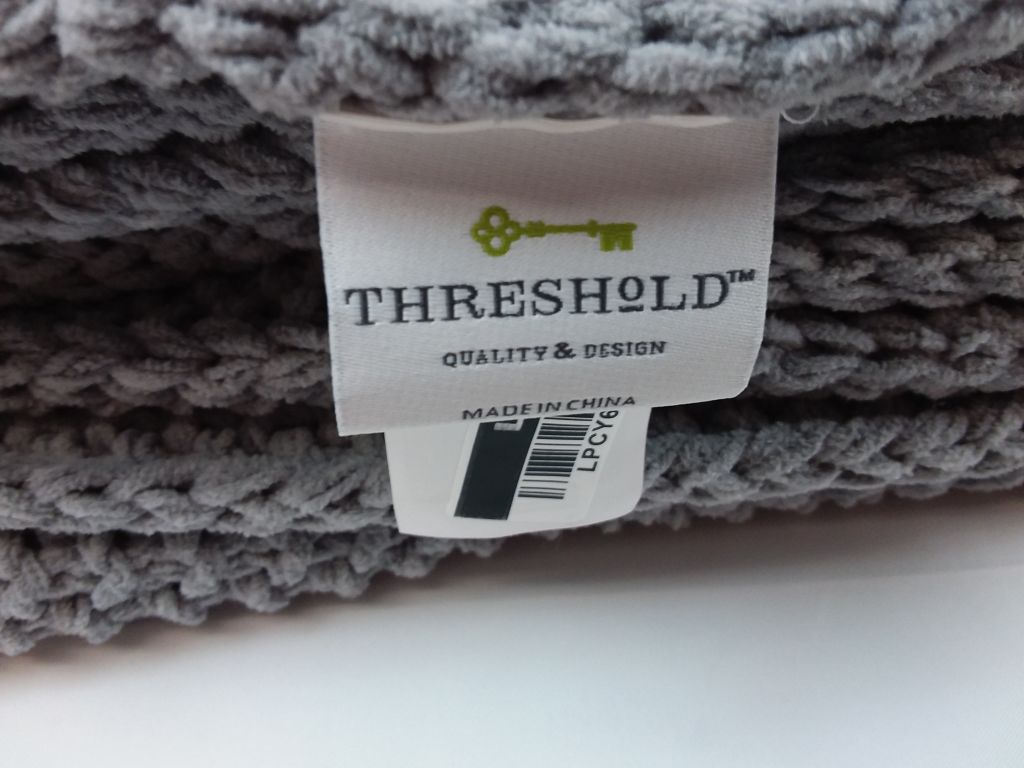 THRESHOLD™
QUALITY & DESIGN
MADE IN CHINA
LPCY6